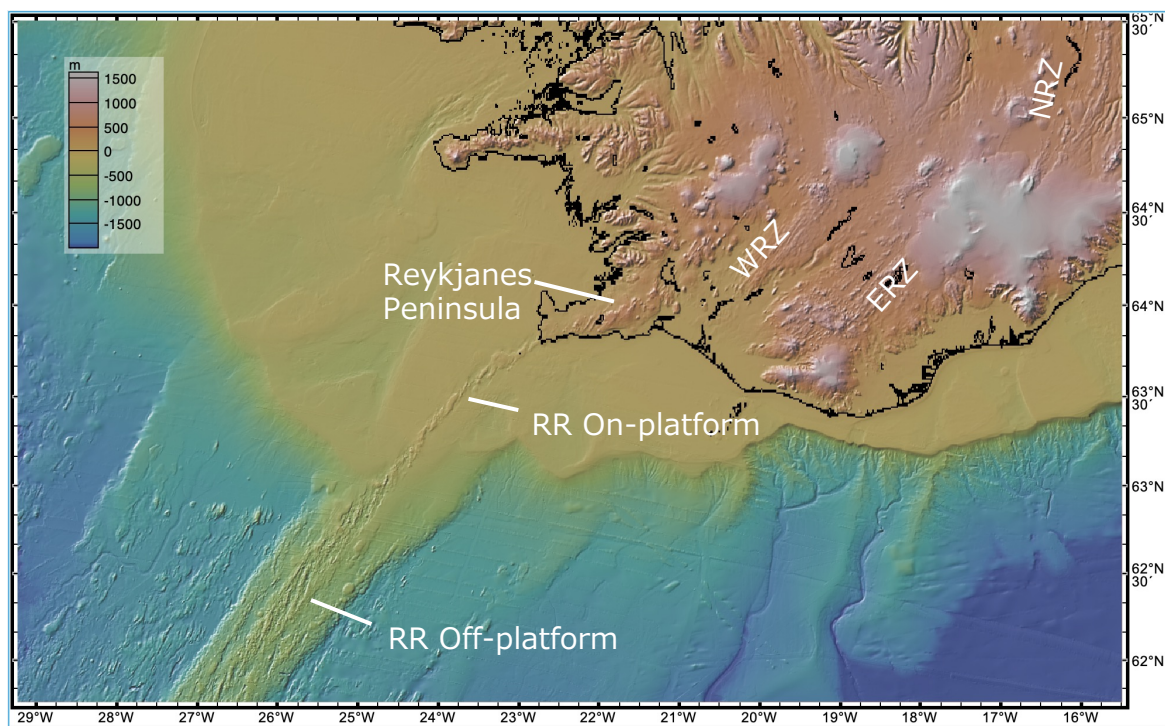 m
1500
1000
500
0
-500
-1000
-1500
NRZ
WRZ
ERZ
Reykjanes
Peninsula
RR On-platform
RR Off-platform
65°N
30´
65°N
64°N
30´
64°N
63°N
30´
63°N
62°N
30´
62°N
29°W 28°W 27°W 26°W 25°W 24°W 23°W 22°W 21°W 20°W 19°W 18°W 17°W 16°W